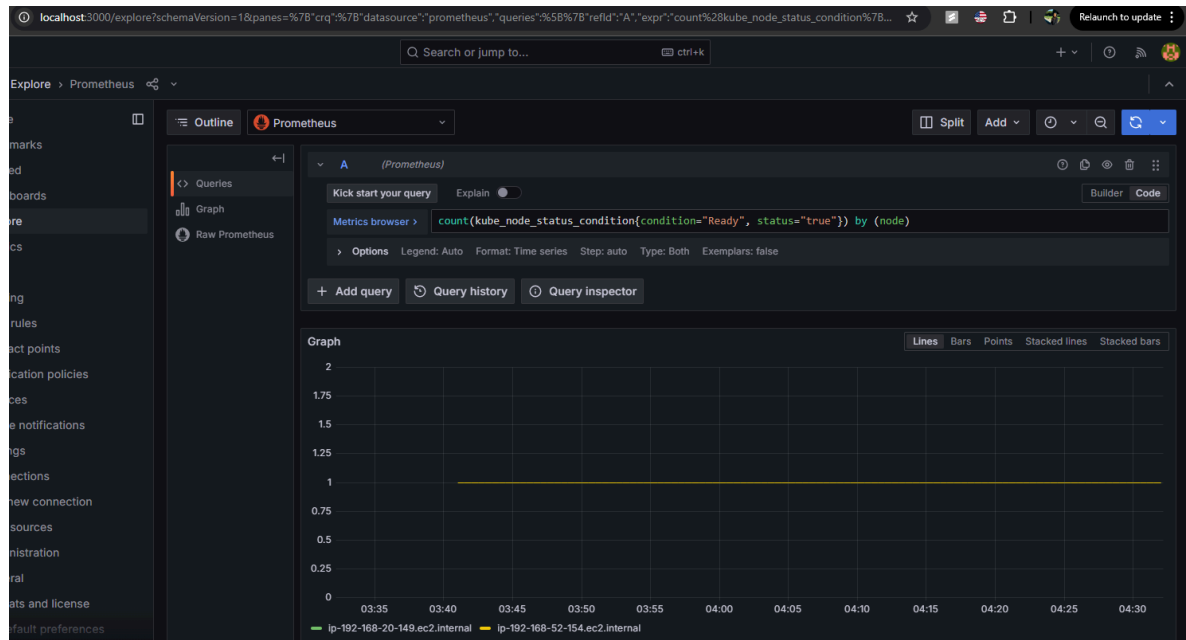 localhost:3000/explore?schemaVersion=1&panes=%7B"crq":%7B"datasource":"prometheus","queries":%5B%7B"refId":"A","expr":"count%28kube_node_status_condition%7B...
Relaunch to update
Search or jump to...
ctrl+k
Explore › Prometheus
Outline
Prometheus
Split
Add
marks
ed
boards
ore
cs
ng
rules
act points
ication policies
ces
e notifications
ngs
ections
new connection
sources
nistration
ral
ats and license
efault preferences
Queries
Graph
Raw Prometheus
A (Prometheus)
Kick start your query
Explain
Builder Code
Metrics browser >
count(kube_node_status_condition{condition="Ready", status="true"}) by (node)
Options Legend: Auto Format: Time series Step: auto Type: Both Exemplars: false
+ Add query
Query history
Query inspector
Graph
Lines Bars Points Stacked lines Stacked bars
2
1.75
1.5
1.25
1
0.75
0.5
0.25
0
03:35 03:40 03:45 03:50 03:55 04:00 04:05 04:10 04:15 04:20 04:25 04:30
ip-192-168-20-149.ec2.internal ip-192-168-52-154.ec2.internal